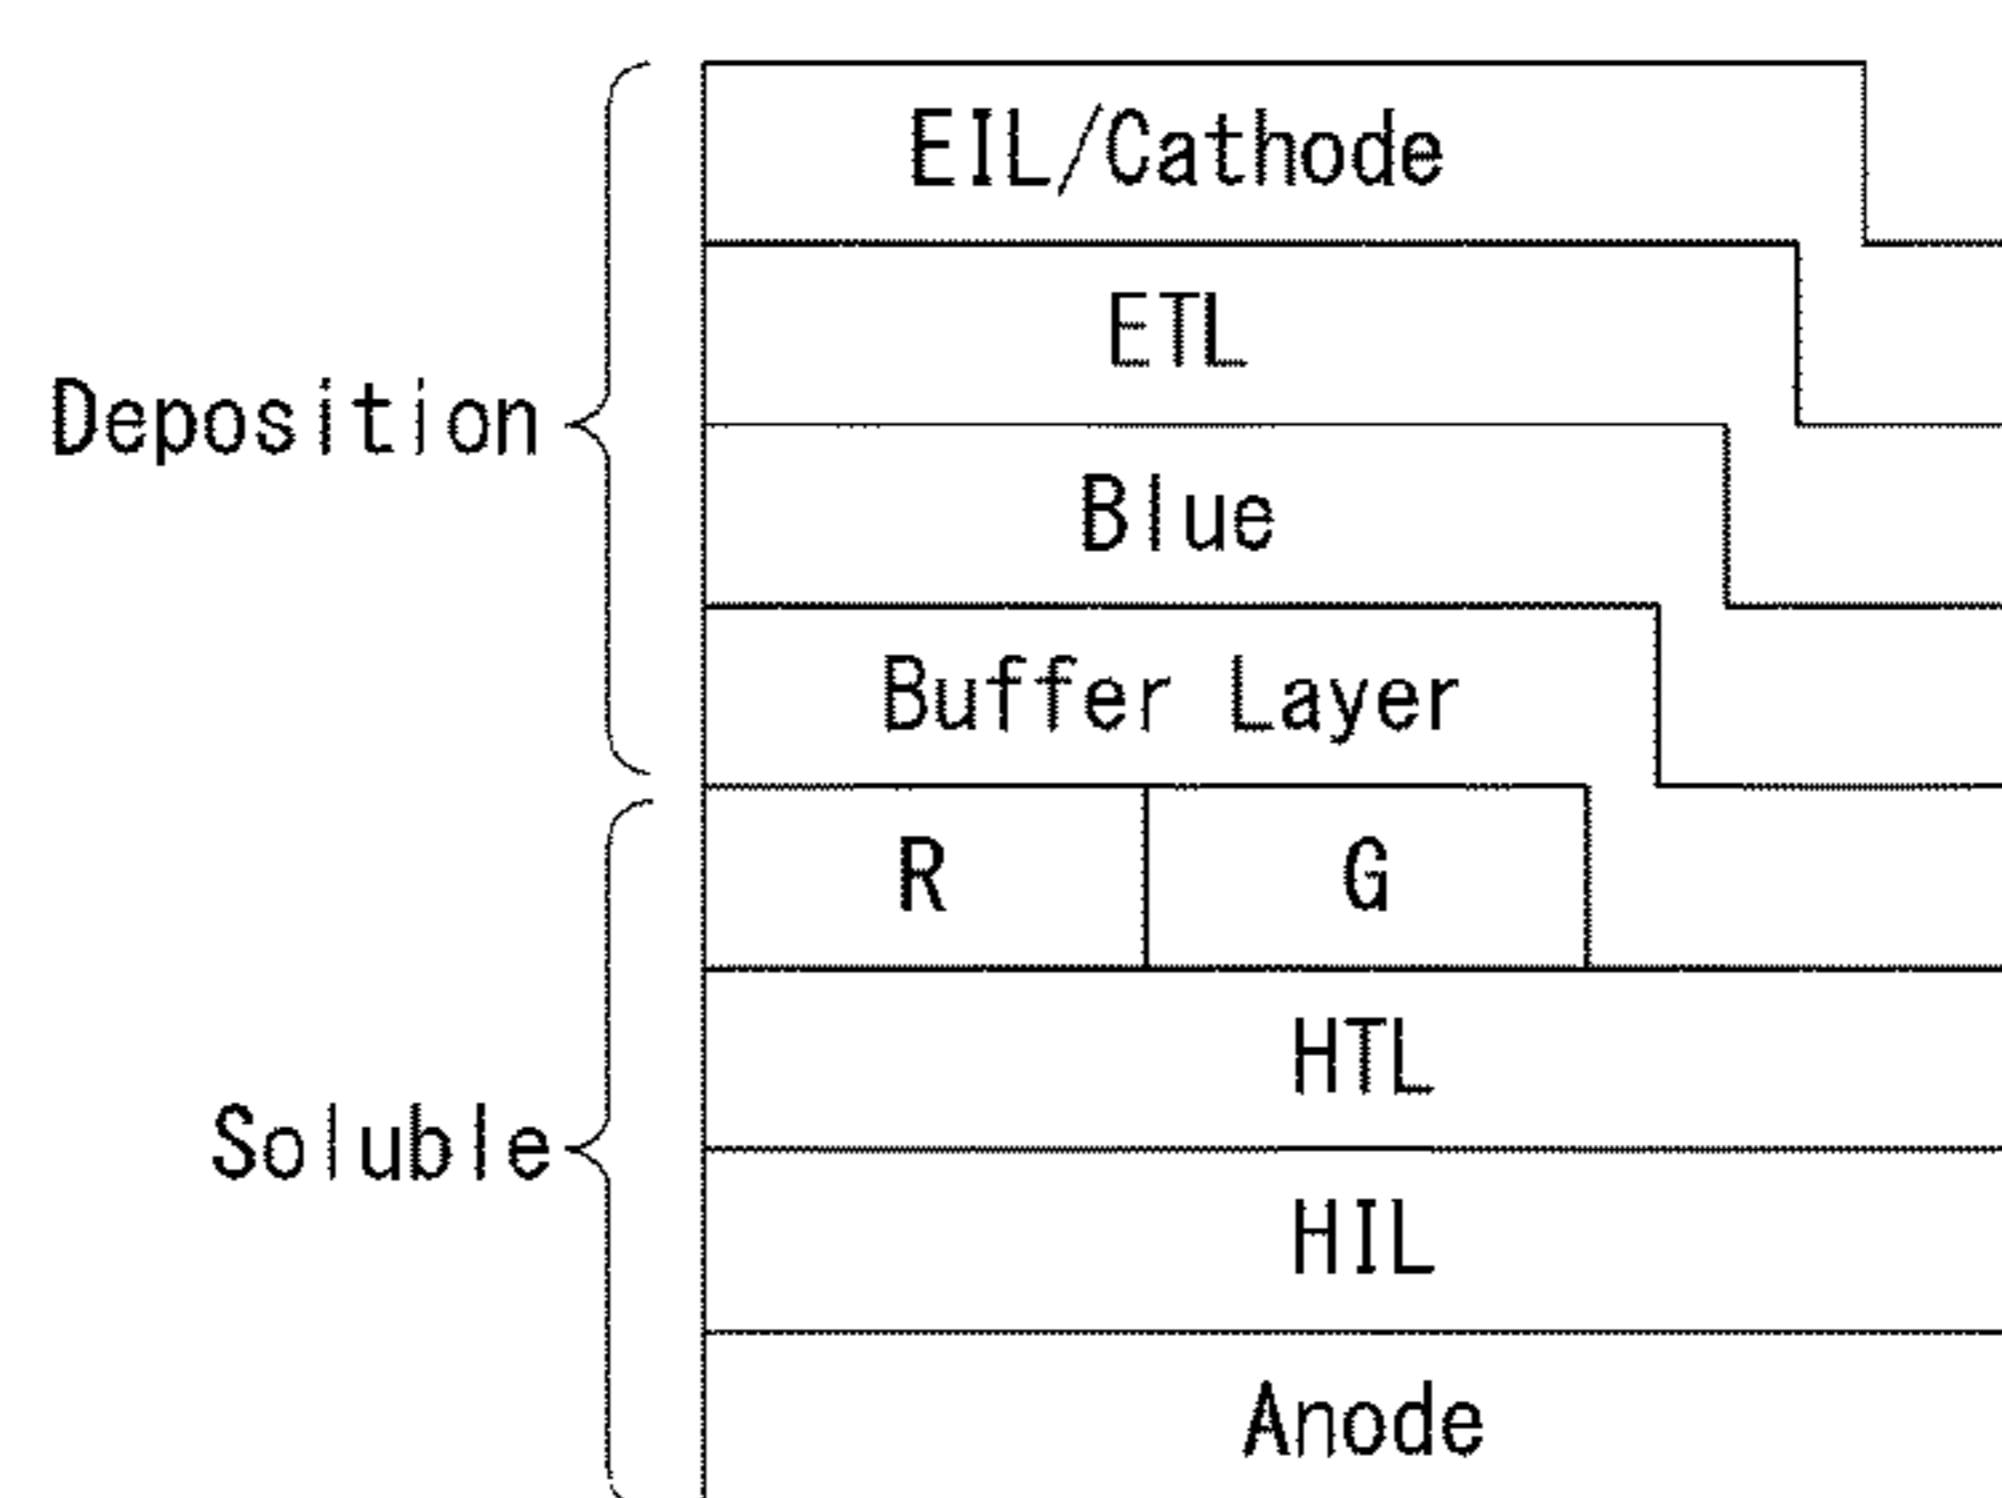 EIL/Cathode
ETL
Deposition
Blue
Buffer Layer
R G
HTL
Soluble
HIL
Anode